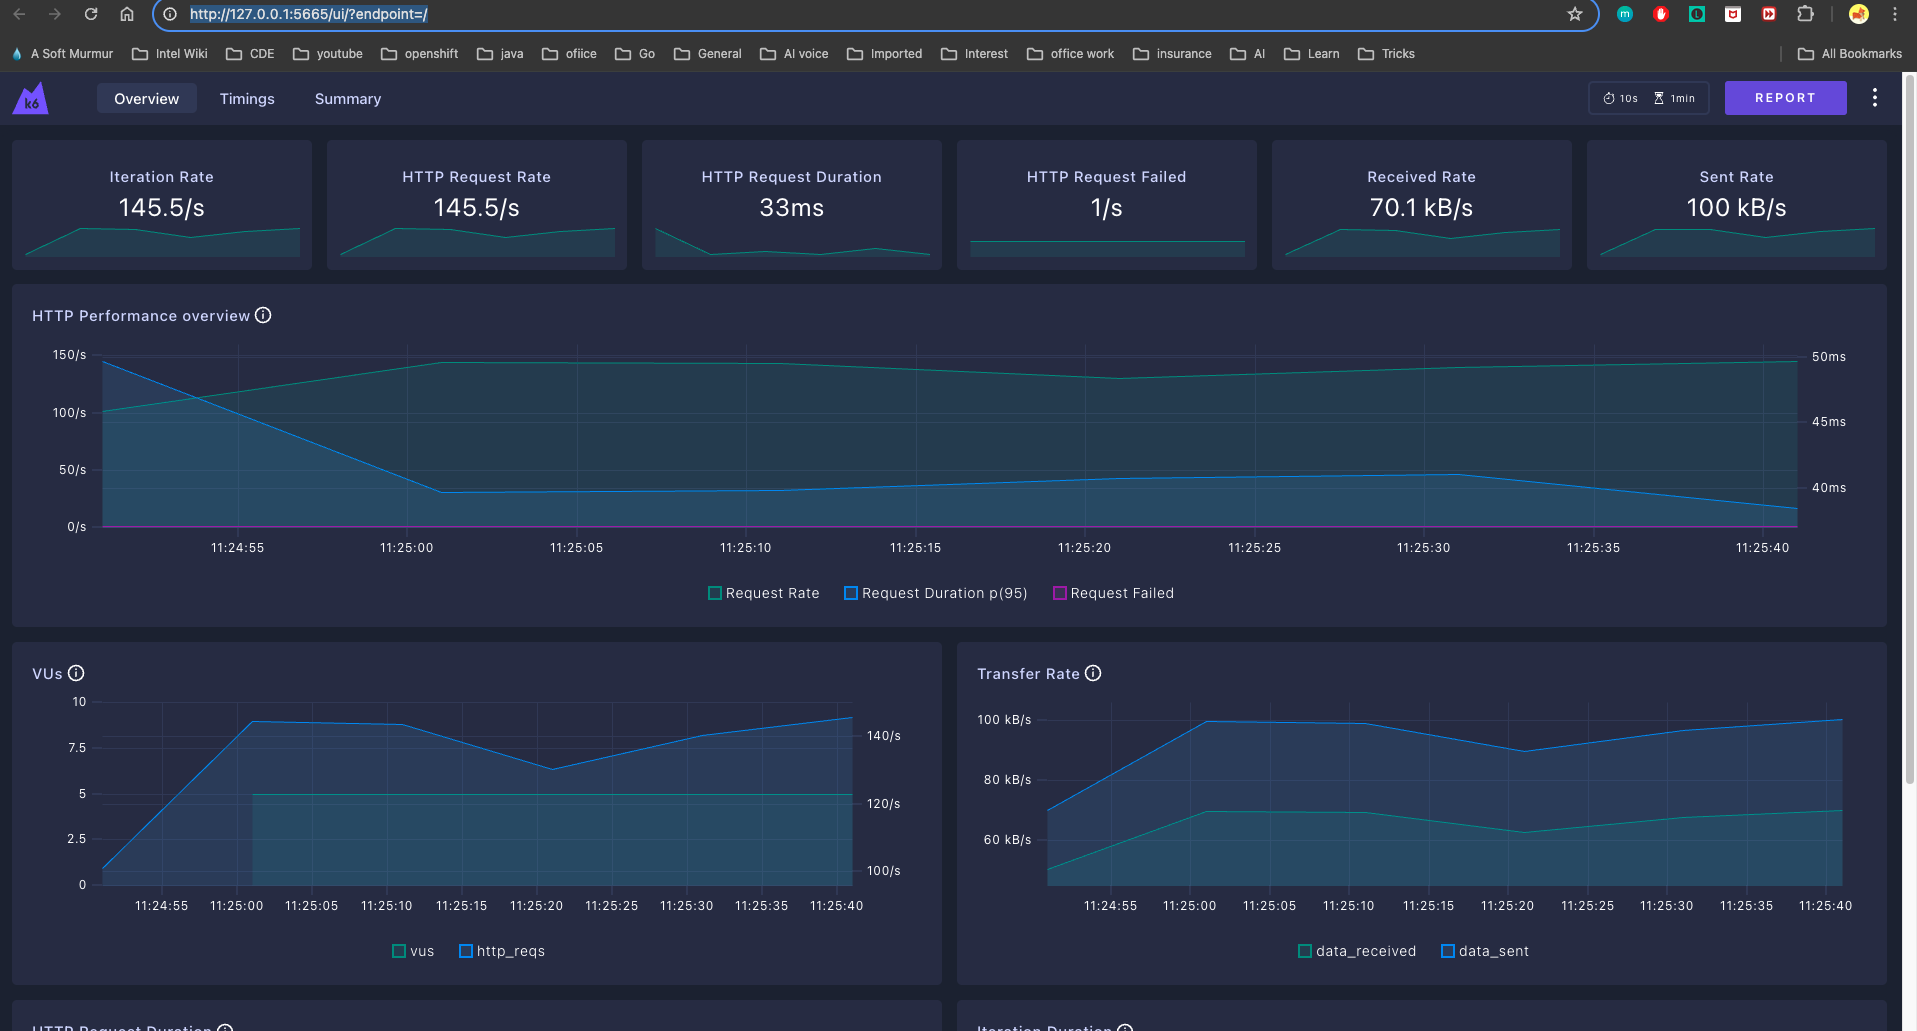 http://127.0.0.1:5665/ui/?endpoint=/
A Soft Murmur Intel Wiki CDE youtube openshift java ofiice Go General AI voice Imported Interest office work insurance AI Learn Tricks All Bookmarks
k6 Overview Timings Summary 10s 1min REPORT
Iteration Rate
145.5/s
HTTP Request Rate
145.5/s
HTTP Request Duration
33ms
HTTP Request Failed
1/s
Received Rate
70.1 kB/s
Sent Rate
100 kB/s
HTTP Performance overview
150/s
100/s
50/s
0/s
50ms
45ms
40ms
11:24:55 11:25:00 11:25:05 11:25:10 11:25:15 11:25:20 11:25:25 11:25:30 11:25:35 11:25:40
Request Rate Request Duration p(95) Request Failed
VUs
10
7.5
5
2.5
0
140/s
120/s
100/s
11:24:55 11:25:00 11:25:05 11:25:10 11:25:15 11:25:20 11:25:25 11:25:30 11:25:35 11:25:40
vus http_reqs
Transfer Rate
100 kB/s
80 kB/s
60 kB/s
11:24:55 11:25:00 11:25:05 11:25:10 11:25:15 11:25:20 11:25:25 11:25:30 11:25:35 11:25:40
data_received data_sent
HTTP Request Duration
Iteration Duration